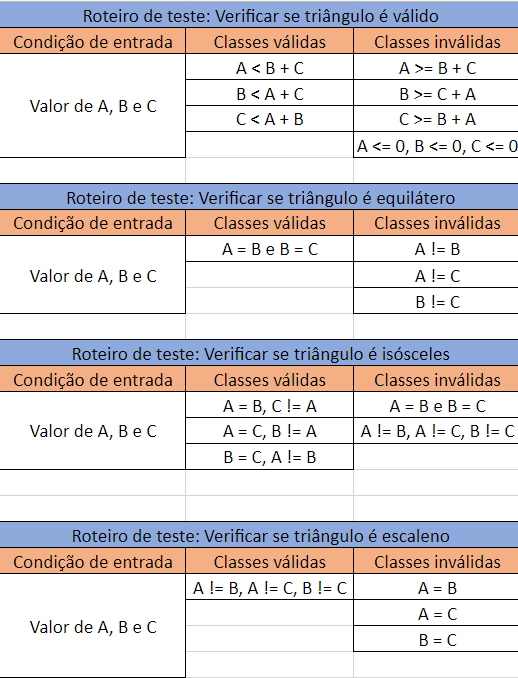 Roteiro de teste: Verificar se triângulo é válido
Condição de entrada Classes válidas Classes inválidas
A < B + C A >= B + C
Valor de A, B e C B < A + C B >= C + A
C < A + B C >= B + A
A <= 0, B <= 0, C <= 0
Roteiro de teste: Verificar se triângulo é equilátero
Condição de entrada Classes válidas Classes inválidas
A = B e B = C A != B
Valor de A, B e C A != C
B != C
Roteiro de teste: Verificar se triângulo é isósceles
Condição de entrada Classes válidas Classes inválidas
A = B, C != A A = B e B = C
Valor de A, B e C A = C, B != A A != B, A != C, B != C
B = C, A != B
Roteiro de teste: Verificar se triângulo é escaleno
Condição de entrada Classes válidas Classes inválidas
A != B, A != C, B != C A = B
Valor de A, B e C A = C
B = C